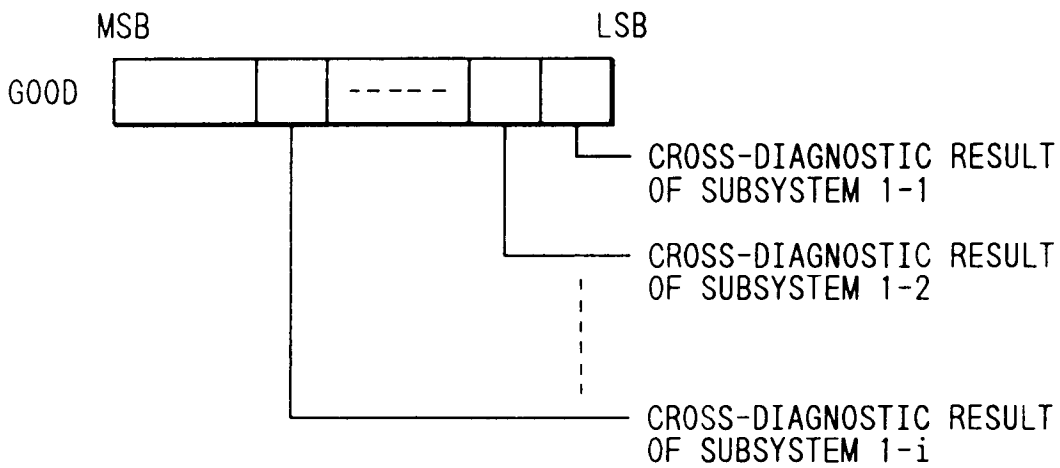 MSB LSB
GOOD
CROSS-DIAGNOSTIC RESULT
OF SUBSYSTEM 1-1
CROSS-DIAGNOSTIC RESULT
OF SUBSYSTEM 1-2
CROSS-DIAGNOSTIC RESULT
OF SUBSYSTEM 1-i